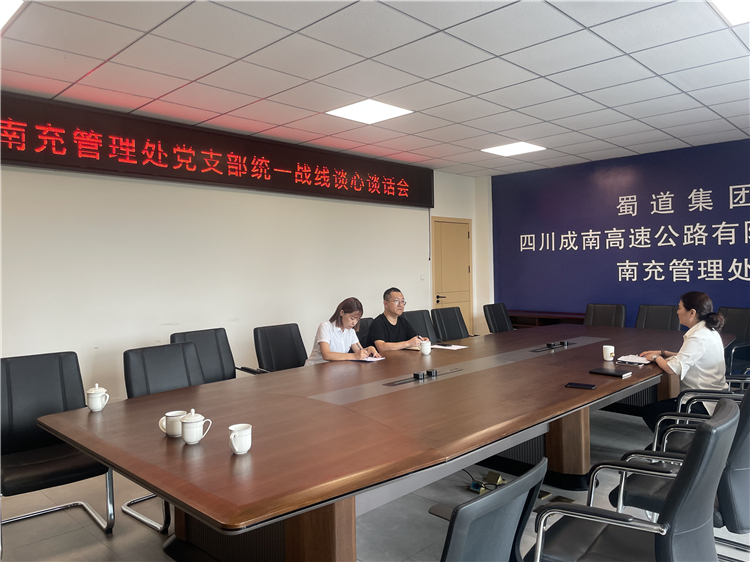 南充管理处党支部统一战线谈心谈话会
蜀道集团
四川成南高速公路有限
南充管理处